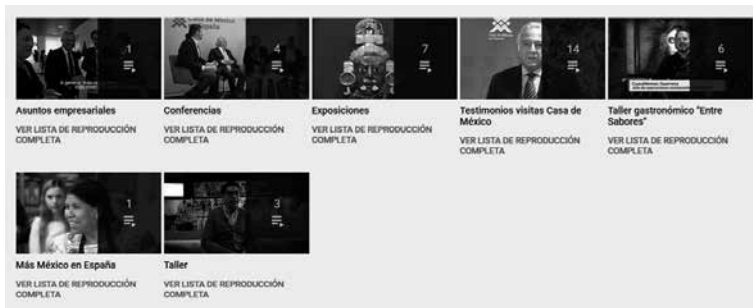 1
4
7
14
6
Asuntos empresariales
Conferencias
Exposiciones
Testimonios visitas Casa de
México
Taller gastronómico "Entre
Sabores"
VER LISTA DE REPRODUCCIÓN
COMPLETA
VER LISTA DE REPRODUCCIÓN
COMPLETA
VER LISTA DE REPRODUCCIÓN
COMPLETA
VER LISTA DE REPRODUCCIÓN
COMPLETA
VER LISTA DE REPRODUCCIÓN
COMPLETA
1
3
Más México en España
Taller
VER LISTA DE REPRODUCCIÓN
COMPLETA
VER LISTA DE REPRODUCCIÓN
COMPLETA